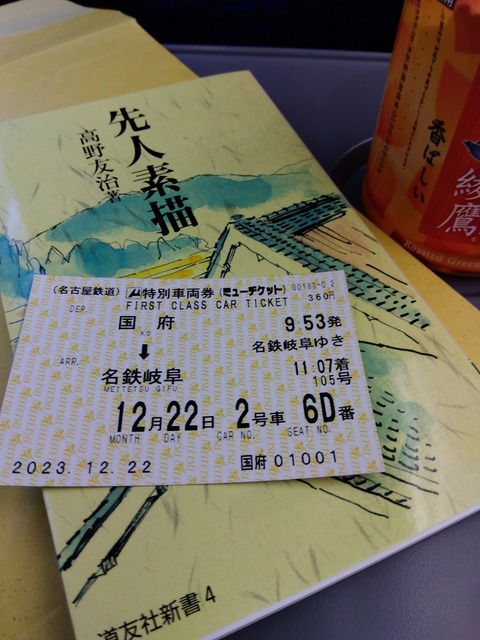 先人素描
高野友治著
(名古屋鉄道) μ特別車両券(ミューチケット) 00183-02
FIRST CLASS CAR TICKET 360円
DEP.
国府 9:53発
KO
名鉄岐阜ゆき
ARR.
11:07着
名鉄岐阜 105号
MEITETSU GIFU
12月22日 2号車 6D番
MONTH DAY CAR NO. SEAT NO.
2023.12.22 国府01001
道友社新書4
香ばしい
綾鷹
Roasted Green